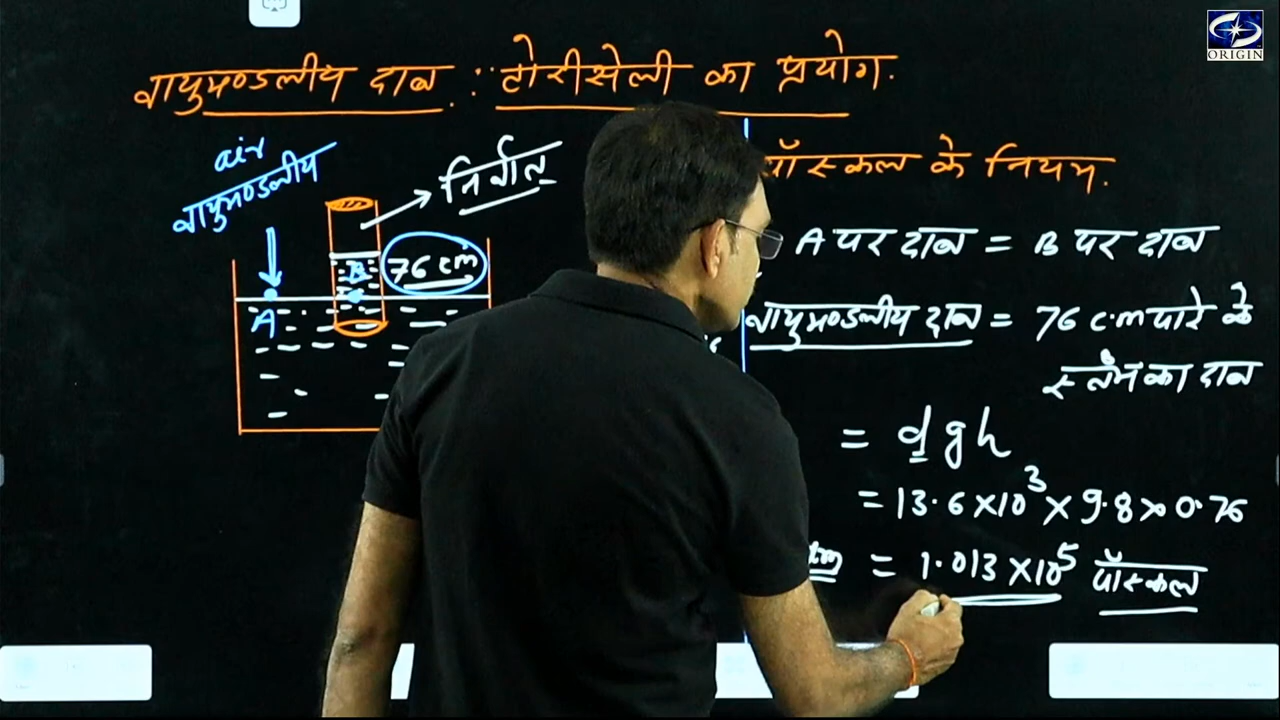 वायुमण्डलीय दाब :: टोरीसेली का प्रयोग.
air
वायुमण्डलीय
निर्वात
B
76 cm
A
पॉस्कल के नियम.
A पर दाब = B पर दाब
वायुमण्डलीय दाब = 76 c.m पारे के
स्तंभ का दाब
= dgh
= 13.6 × 10³ × 9.8 × 0.76
= 1.013 × 10⁵ पॉस्कल
ORIGIN